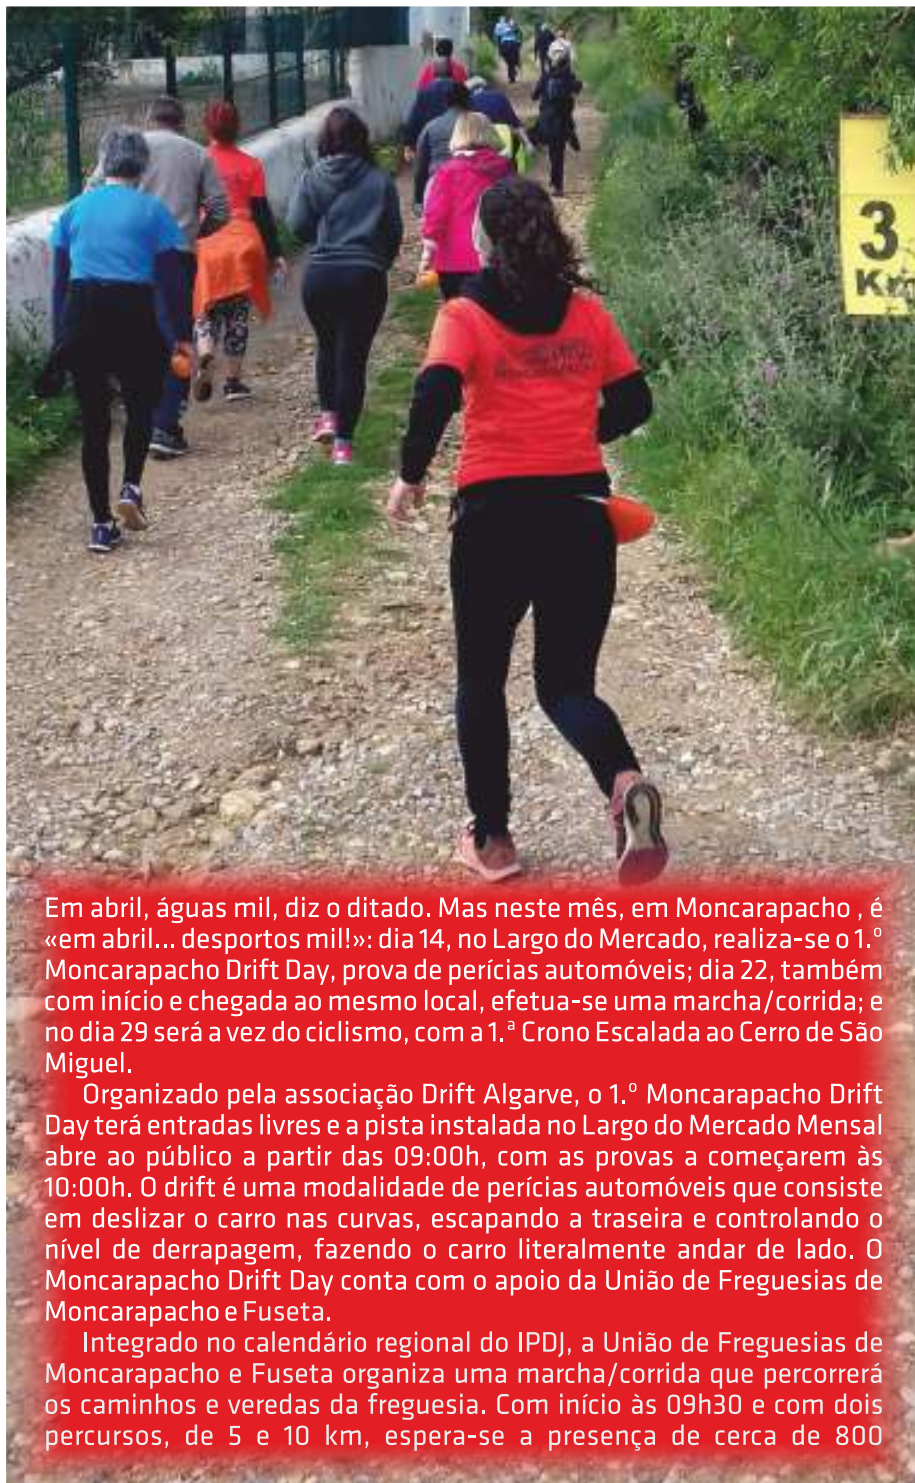 3
Km
Em abril, águas mil, diz o ditado. Mas neste mês, em Moncarapacho , é
«em abril... desportos mil!»: dia 14, no Largo do Mercado, realiza-se o 1.º
Moncarapacho Drift Day, prova de perícias automóveis; dia 22, também
com início e chegada ao mesmo local, efetua-se uma marcha/corrida; e
no dia 29 será a vez do ciclismo, com a 1.ª Crono Escalada ao Cerro de São
Miguel.
Organizado pela associação Drift Algarve, o 1.º Moncarapacho Drift
Day terá entradas livres e a pista instalada no Largo do Mercado Mensal
abre ao público a partir das 09:00h, com as provas a começarem às
10:00h. O drift é uma modalidade de perícias automóveis que consiste
em deslizar o carro nas curvas, escapando a traseira e controlando o
nível de derrapagem, fazendo o carro literalmente andar de lado. O
Moncarapacho Drift Day conta com o apoio da União de Freguesias de
Moncarapacho e Fuseta.
Integrado no calendário regional do IPDJ, a União de Freguesias de
Moncarapacho e Fuseta organiza uma marcha/corrida que percorrerá
os caminhos e veredas da freguesia. Com início às 09h30 e com dois
percursos, de 5 e 10 km, espera-se a presença de cerca de 800